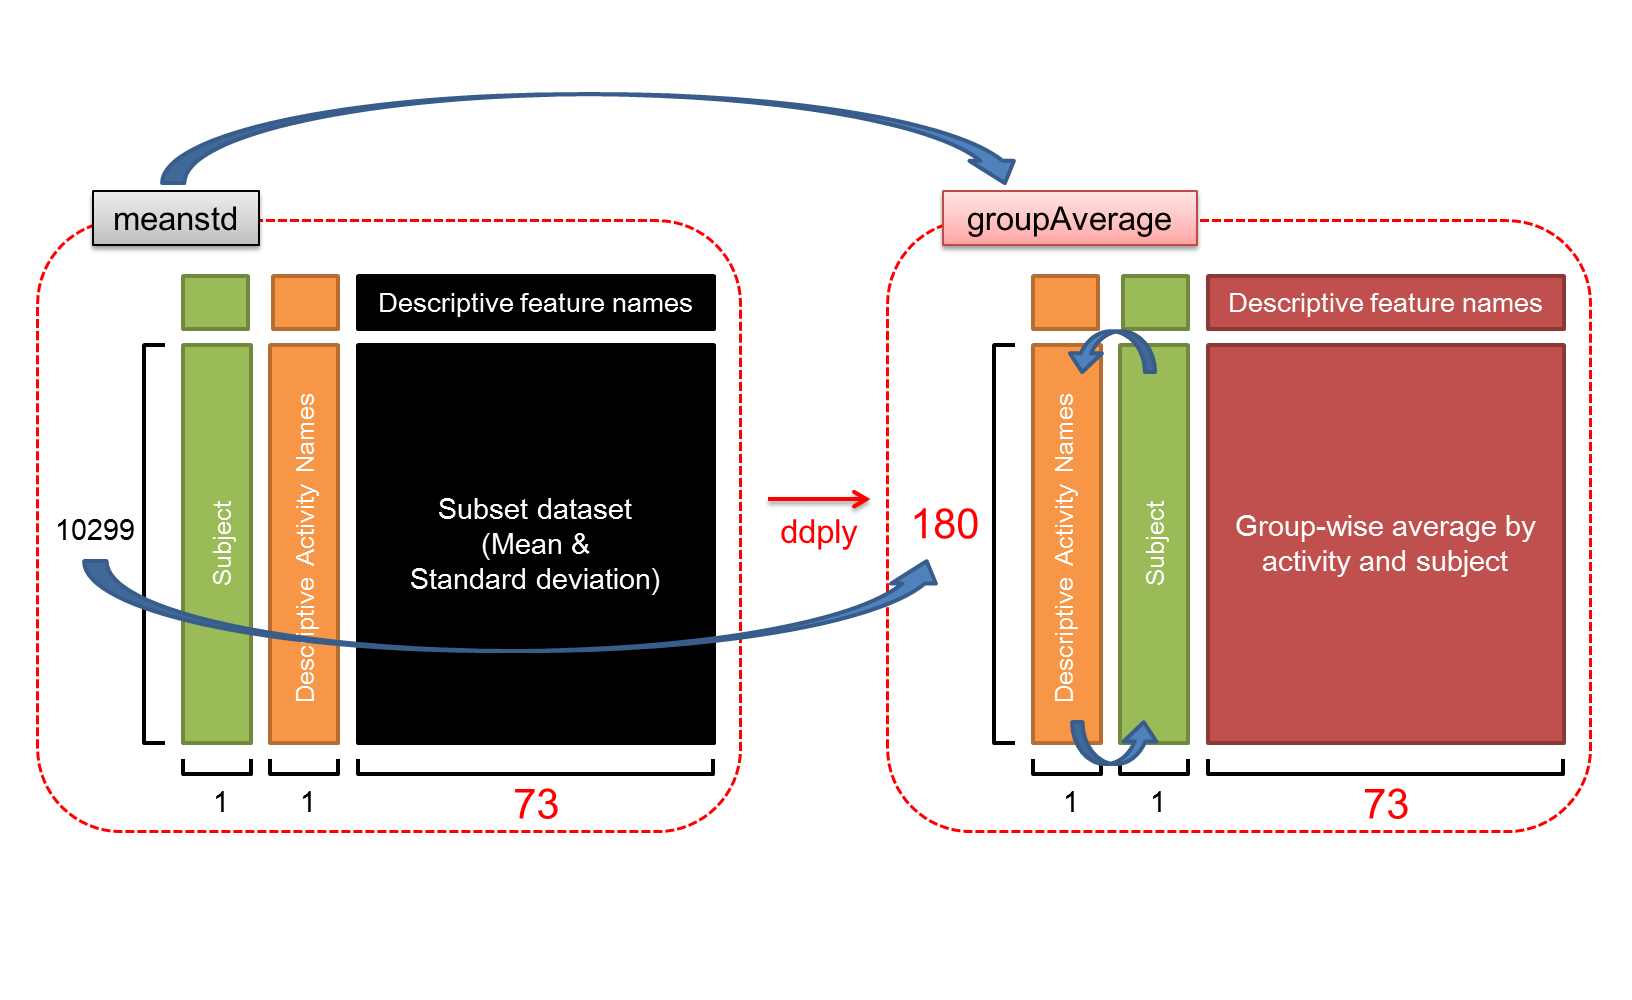 meanstd
groupAverage
Descriptive feature names
Descriptive feature names
10299
Subject
Descriptive Activity Names
Subset dataset
(Mean &
Standard deviation)
ddply
180
Descriptive Activity Names
Subject
Group-wise average by
activity and subject
1
1
73
1
1
73